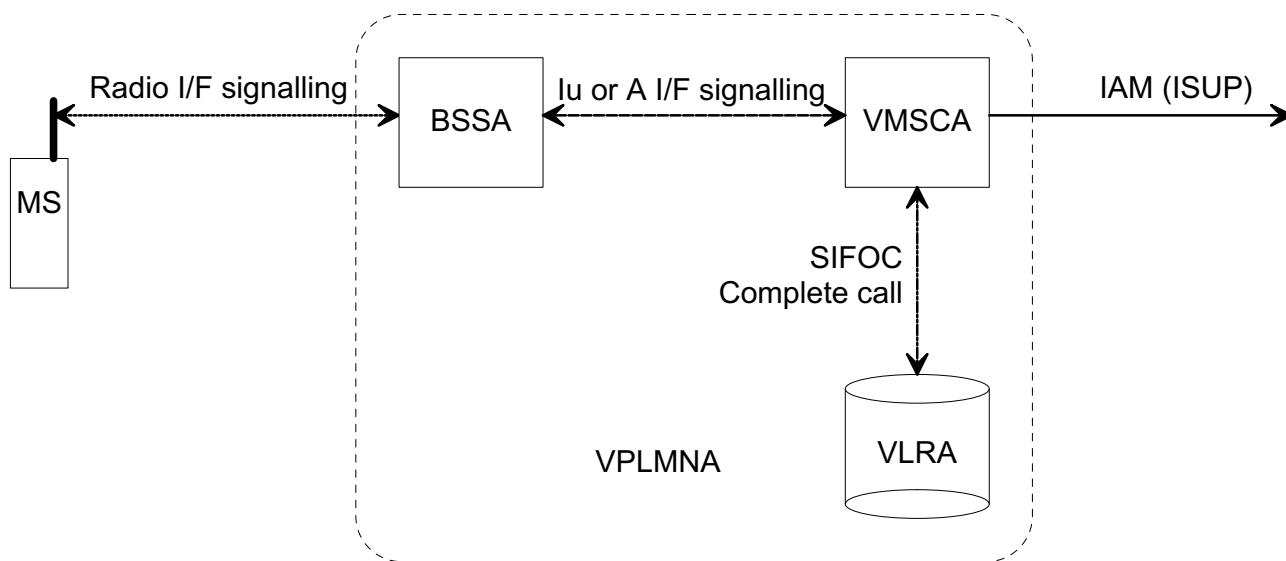 Radio I/F signalling
Iu or A I/F signalling
IAM (ISUP)
BSSA
VMSCA
MS
SIFOC
Complete call
VPLMNA
VLRA